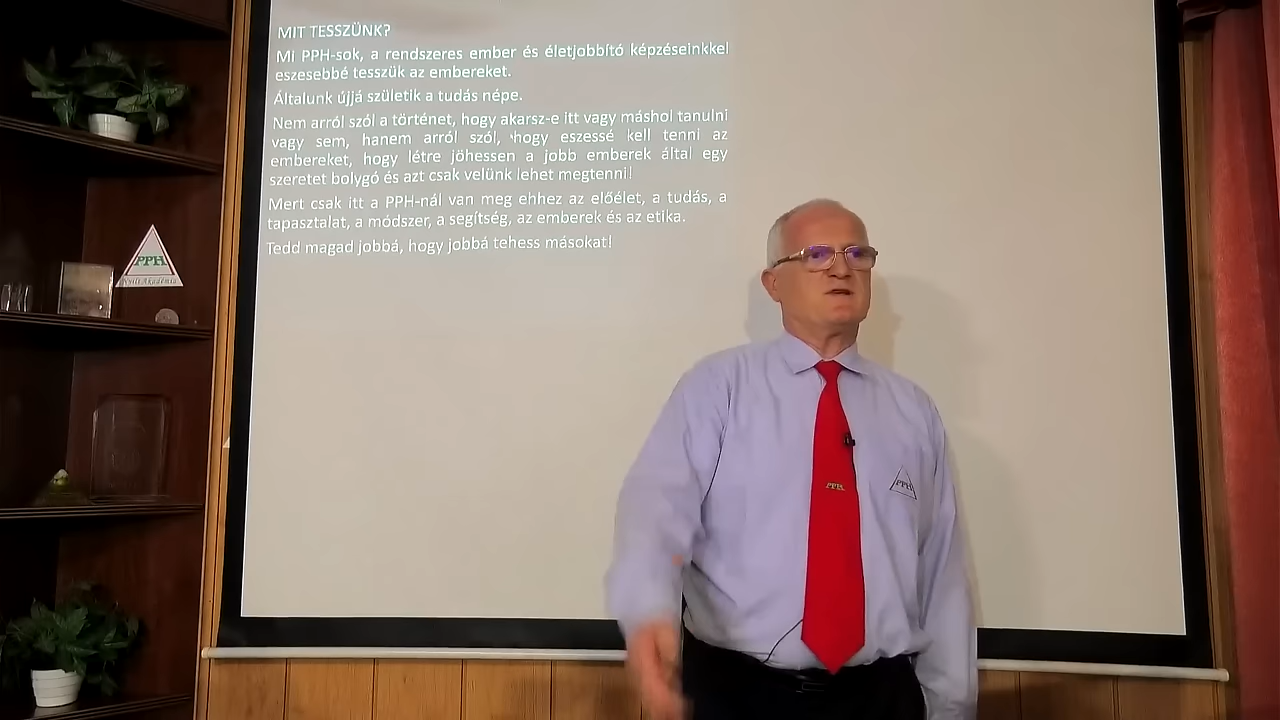 MIT TESSZÜNK?
Mi PPH-sok, a rendszeres ember és életjobbító képzéseinkkel
eszesebbé tesszük az embereket.
Általunk újjá születik a tudás népe.
Nem arról szól a történet, hogy akarsz-e itt vagy máshol tanulni
vagy sem, hanem arról szól, hogy eszessé kell tenni az
embereket, hogy létre jöhessen a jobb emberek által egy
szeretet bolygó és azt csak velünk lehet megtenni!
Mert csak itt a PPH-nál van meg ehhez az előélet, a tudás, a
tapasztalat, a módszer, a segítség, az emberek és az etika.
Tedd magad jobbá, hogy jobbá tehess másokat!
PPH
Nyílt Akadémia
PPH
PPH